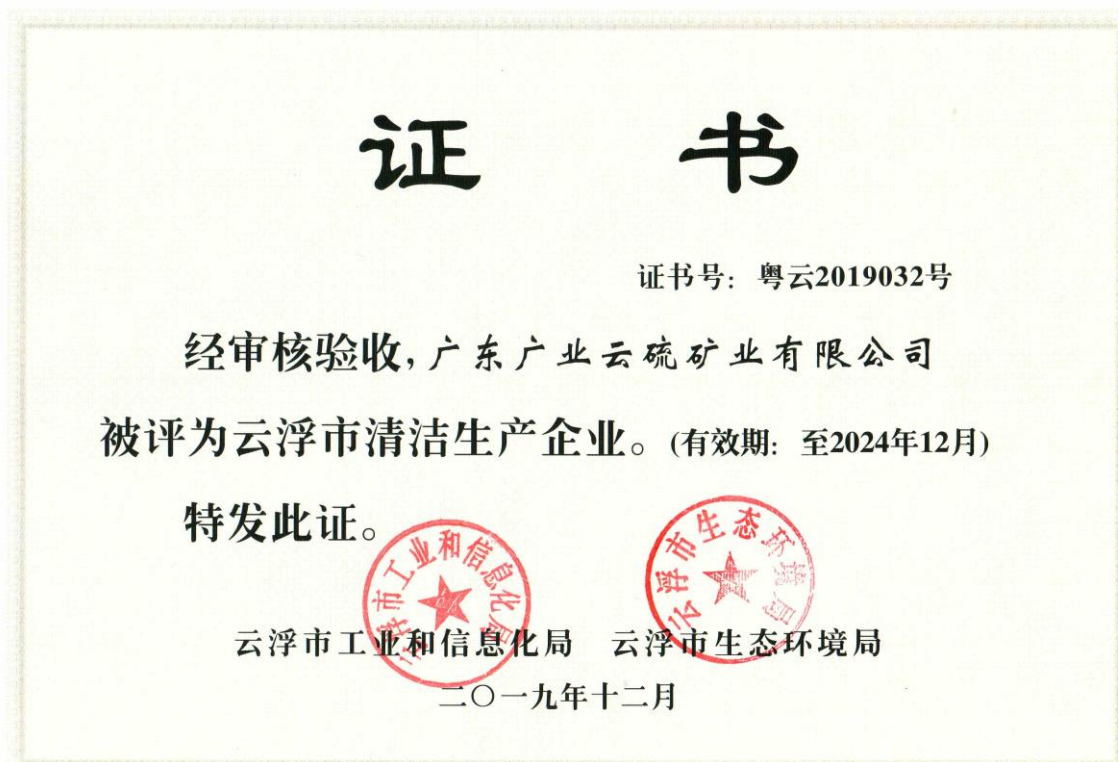 证书
证书号：粤云2019032号
经审核验收，广东广业云硫矿业有限公司
被评为云浮市清洁生产企业。(有效期：至2024年12月)
特发此证。
云浮市工业和信息化局
云浮市生态环境局
云浮市工业和信息化局 云浮市生态环境局
二〇一九年十二月